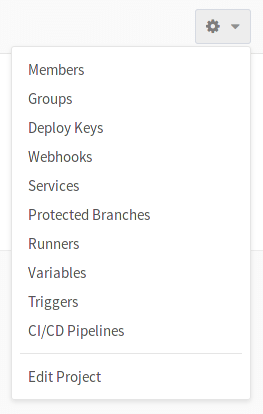 Members
Groups
Deploy Keys
Webhooks
Services
Protected Branches
Runners
Variables
Triggers
CI/CD Pipelines
Edit Project